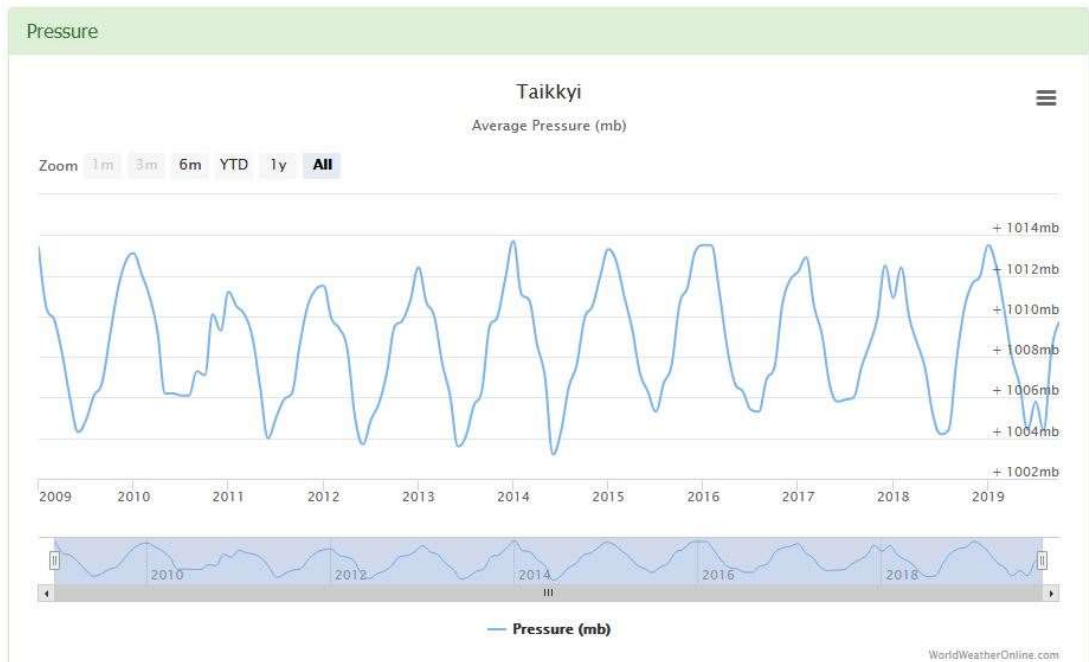 Pressure
Taikkyi
Average Pressure (mb)
Zoom 1m 3m 6m YTD 1y All
+ 1014mb
+ 1012mb
+ 1010mb
+ 1008mb
+ 1006mb
+ 1004mb
+ 1002mb
2009 2010 2011 2012 2013 2014 2015 2016 2017 2018 2019
2010 2012 2014 2016 2018
Pressure (mb)
WorldWeatherOnline.com